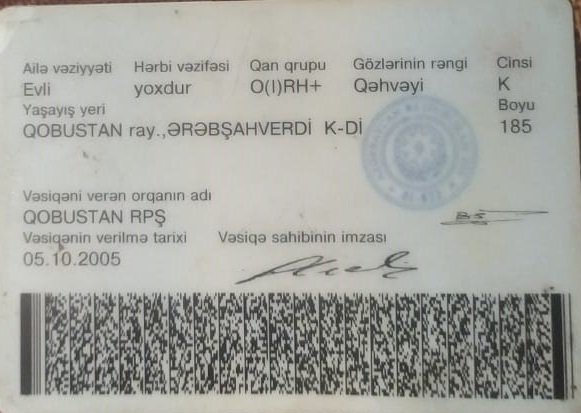 Ailə vəziyyəti Hərbi vəzifəsi Qan qrupu Gözlərinin rəngi Cinsi
Evli yoxdur O(I)RH+ Qəhvəyi K
Yaşayış yeri Boyu
QOBUSTAN ray.,ƏRƏBŞAHVERDİ K-Dİ 185
Vəsiqəni verən orqanın adı
QOBUSTAN RPŞ
Vəsiqənin verilmə tarixi Vəsiqə sahibinin imzası
05.10.2005